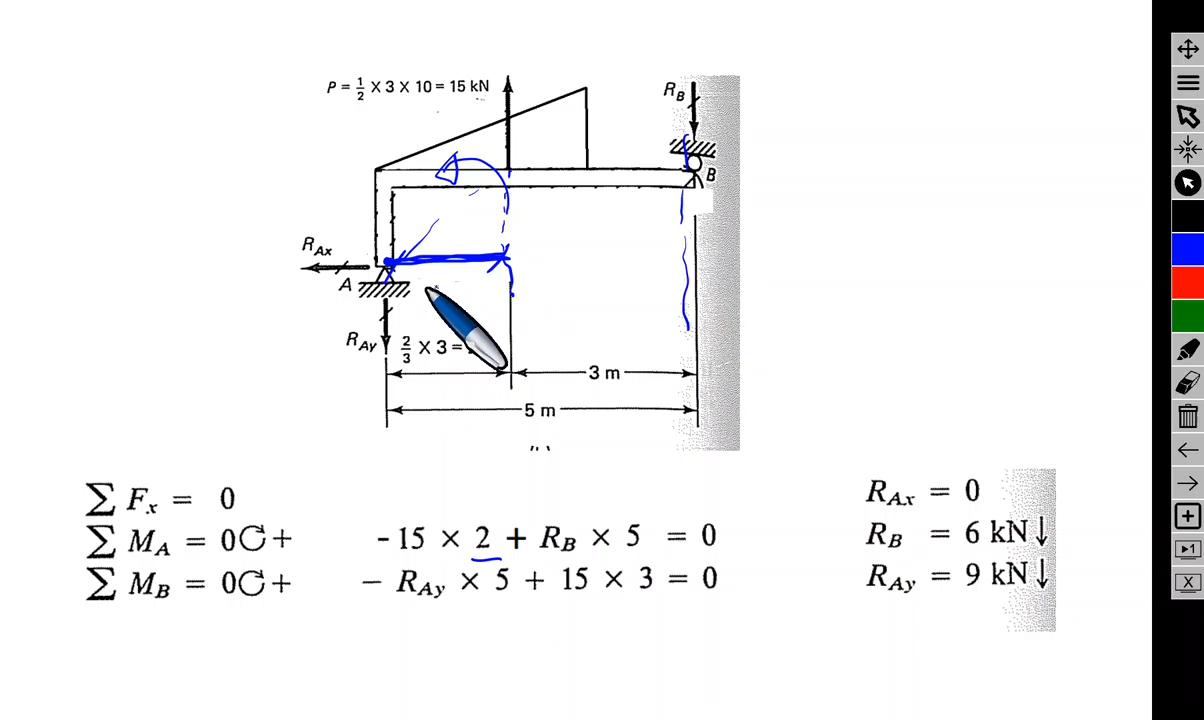 P = 1/2 X 3 X 10 = 15 kN
R_B
B
R_Ax
A
R_Ay
2/3 X 3 =
3 m
5 m
∑ F_x = 0
R_Ax = 0
∑ M_A = 0↻+ - 15 × 2 + R_B × 5 = 0
R_B = 6 kN↓
∑ M_B = 0↻+ - R_Ay × 5 + 15 × 3 = 0
R_Ay = 9 kN↓